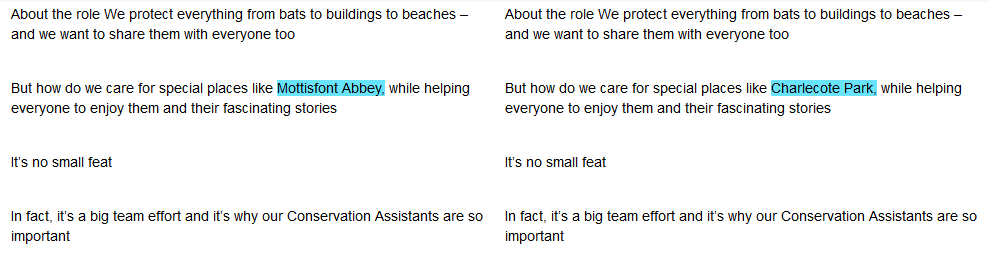 About the role We protect everything from bats to buildings to beaches –
and we want to share them with everyone too
But how do we care for special places like Mottisfont Abbey, while helping
everyone to enjoy them and their fascinating stories
It's no small feat
In fact, it's a big team effort and it's why our Conservation Assistants are so
important
About the role We protect everything from bats to buildings to beaches –
and we want to share them with everyone too
But how do we care for special places like Charlecote Park, while helping
everyone to enjoy them and their fascinating stories
It's no small feat
In fact, it's a big team effort and it's why our Conservation Assistants are so
important